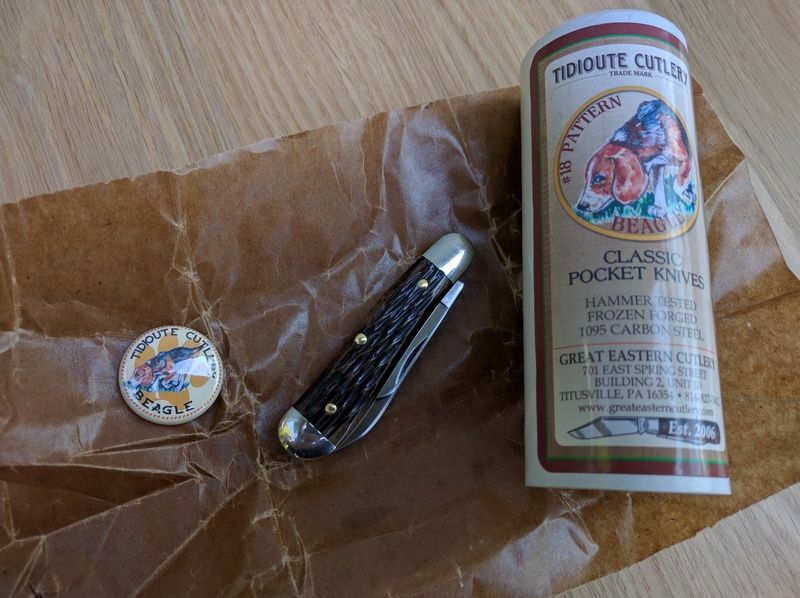 TIDIOUTE CUTLERY
TRADE MARK
#18 PATTERN
BEAGLE
CLASSIC
POCKET KNIVES
HAMMER TESTED
FROZEN FORGED
1095 CARBON STEEL
GREAT EASTERN CUTLERY
701 EAST SPRING STREET
BUILDING 2, UNIT
TITUSVILLE, PA 16354 •
www.greateasterncutlery.com
Est. 2006
TIDIOUTE CUTLERY
BEAGLE